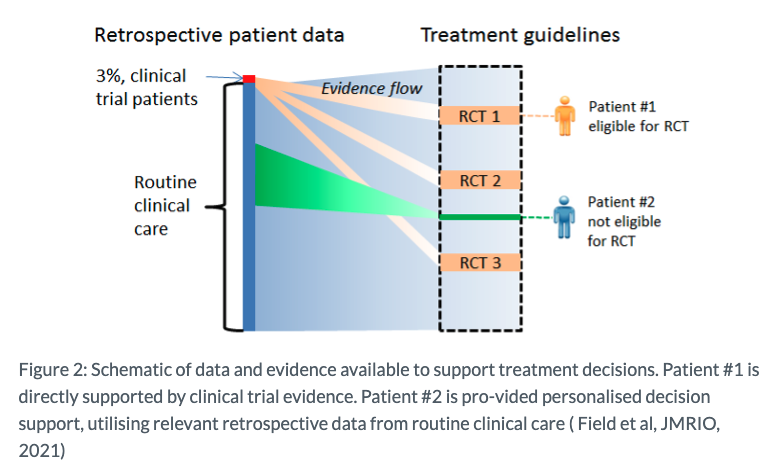 Retrospective patient data
Treatment guidelines
3%, clinical
trial patients
Evidence flow
RCT 1
Patient #1
eligible for RCT
Routine
clinical
care
RCT 2
Patient #2
not eligible
for RCT
RCT 3
Figure 2: Schematic of data and evidence available to support treatment decisions. Patient #1 is
directly supported by clinical trial evidence. Patient #2 is pro-vided personalised decision
support, utilising relevant retrospective data from routine clinical care ( Field et al, JMRIO,
2021)